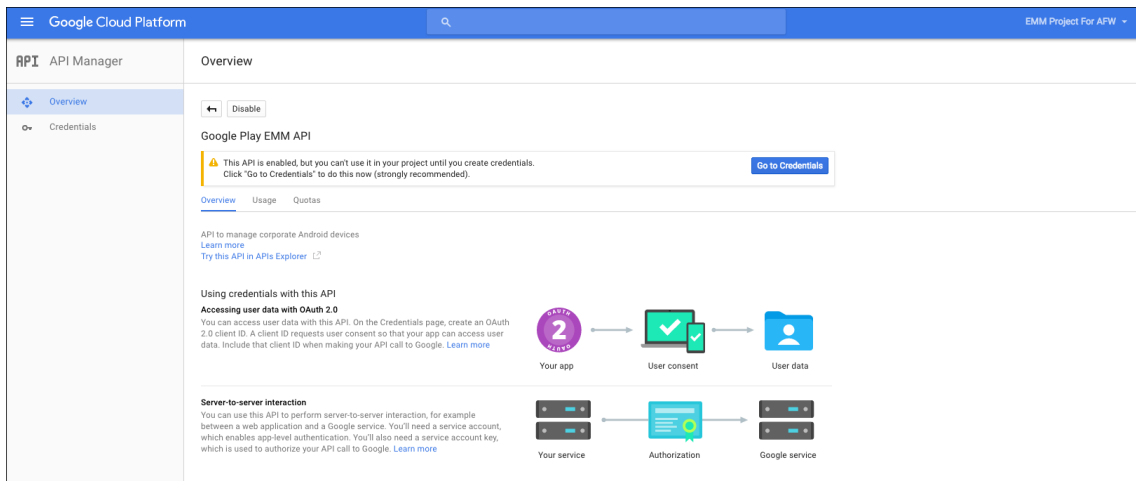 Google Cloud Platform
EMM Project For AFW
API API Manager
Overview
Overview
Credentials
Disable
Google Play EMM API
This API is enabled, but you can't use it in your project until you create credentials.
Click "Go to Credentials" to do this now (strongly recommended).
Go to Credentials
Overview Usage Quotas
API to manage corporate Android devices
Learn more
Try this API in APIs Explorer
Using credentials with this API
Accessing user data with OAuth 2.0
You can access user data with this API. On the Credentials page, create an OAuth
2.0 client ID. A client ID requests user consent so that your app can access user
data. Include that client ID when making your API call to Google. Learn more
OAUTH
2
OAUTH
Your app
User consent
User data
Server-to-server interaction
You can use this API to perform server-to-server interaction, for example
between a web application and a Google service. You'll need a service account,
which enables app-level authentication. You'll also need a service account key,
which is used to authorize your API call to Google. Learn more
Your service
Authorization
Google service